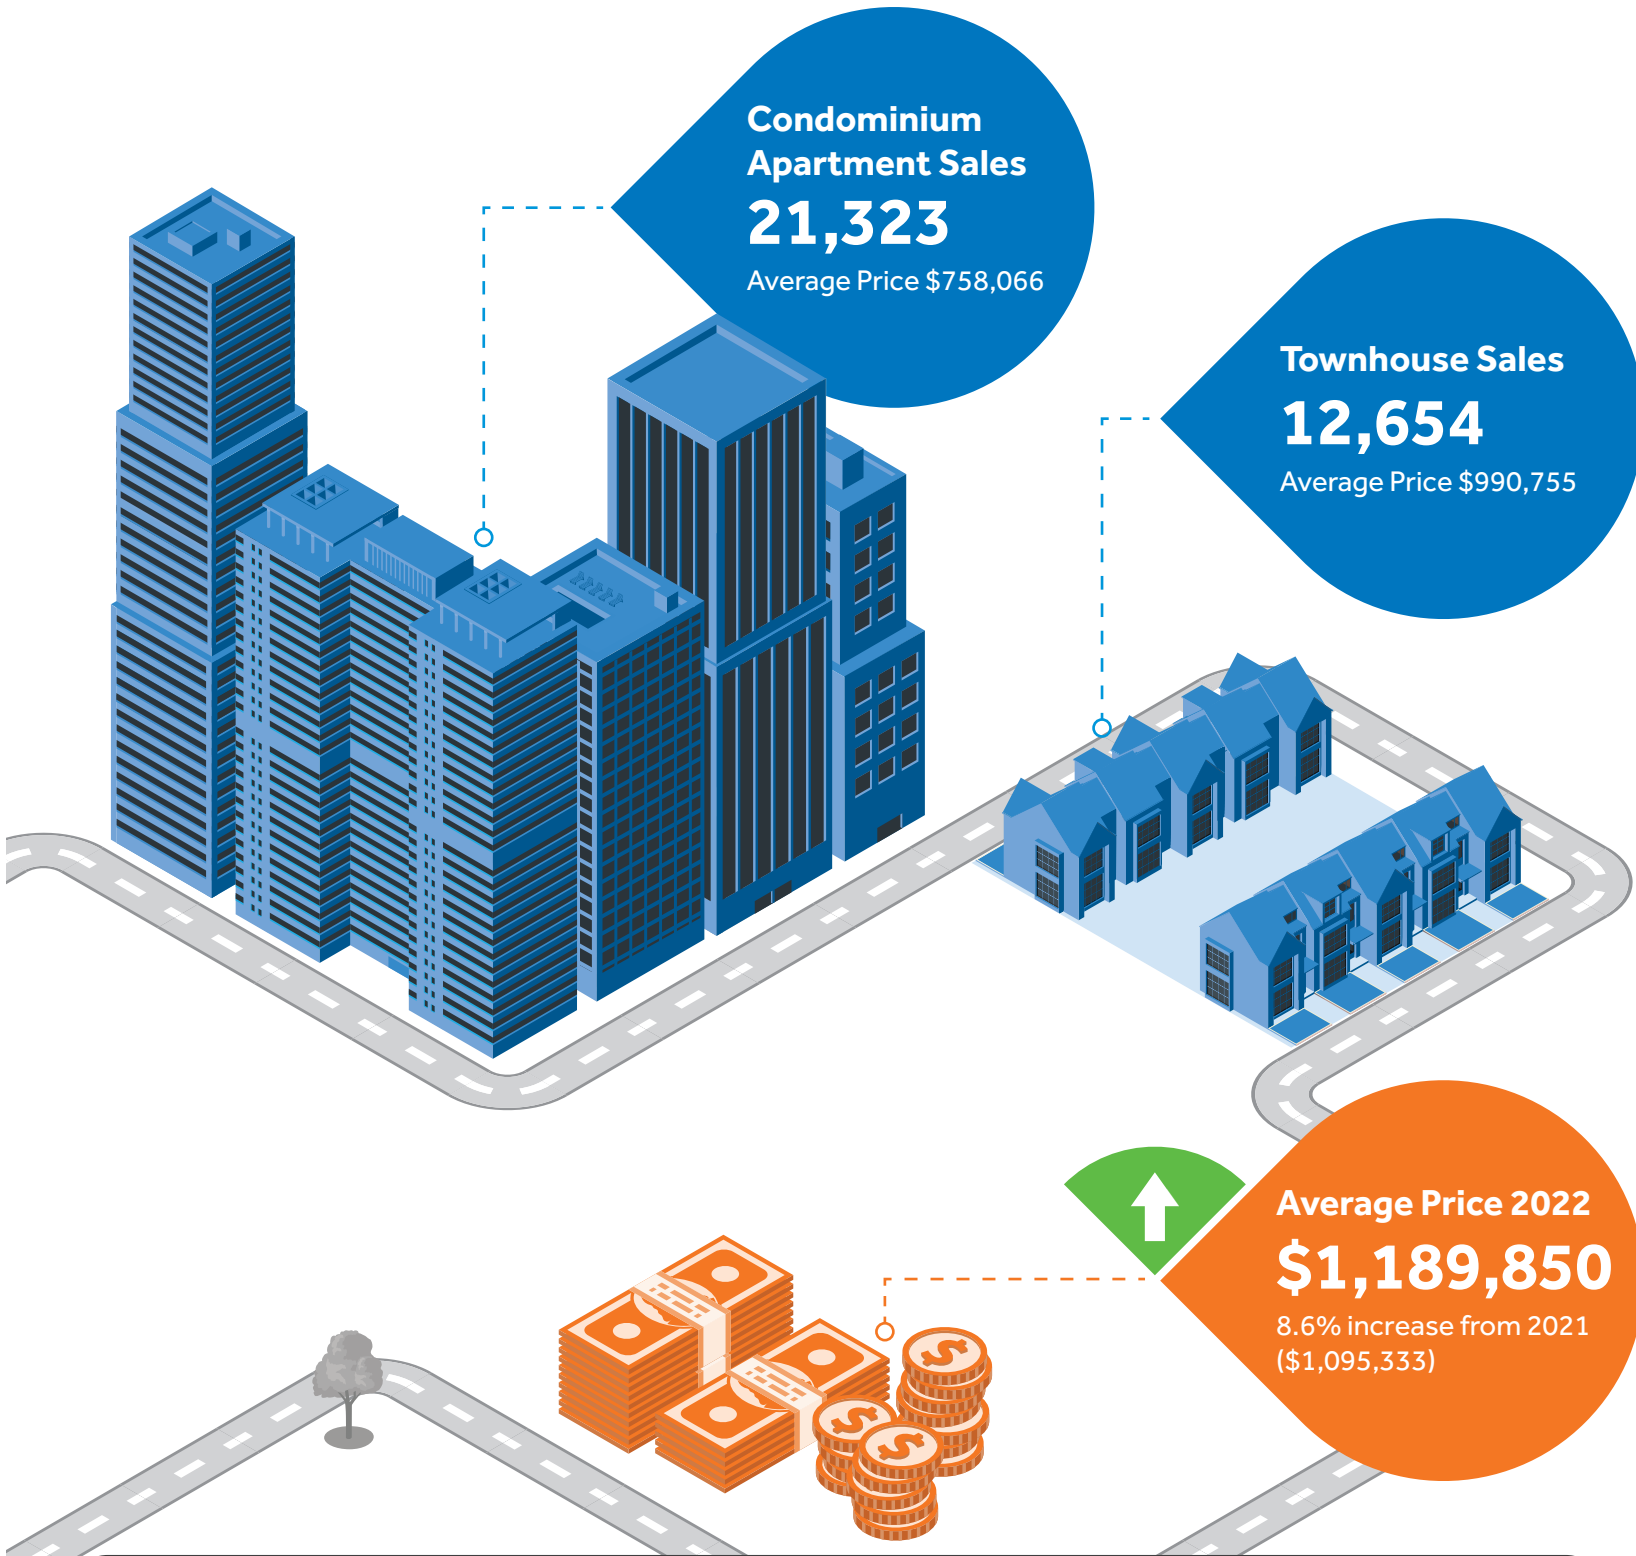 Condominium
Apartment Sales
21,323
Average Price $758,066
Townhouse Sales
12,654
Average Price $990,755
Average Price 2022
$1,189,850
8.6% increase from 2021
($1,095,333)
$
$
$